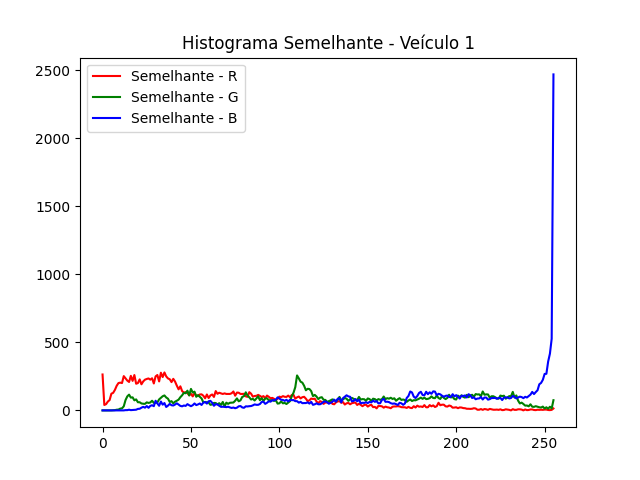 Histograma Semelhante - Veículo 1
Semelhante - R
Semelhante - G
Semelhante - B
2500
2000
1500
1000
500
0
0 50 100 150 200 250